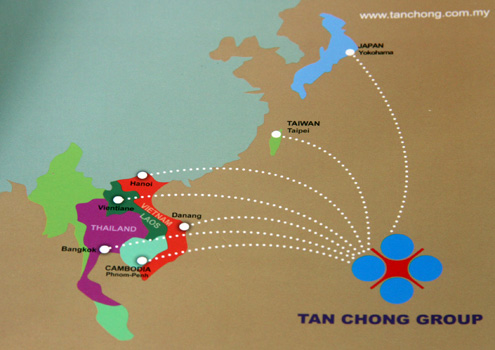 www.tanchong.com.my
JAPAN
Yokohama
TAIWAN
Taipei
Hanoi
Vientiane
VIETNAM
LAOS
Danang
THAILAND
Bangkok
CAMBODIA
Phnom-Penh
TAN CHONG GROUP